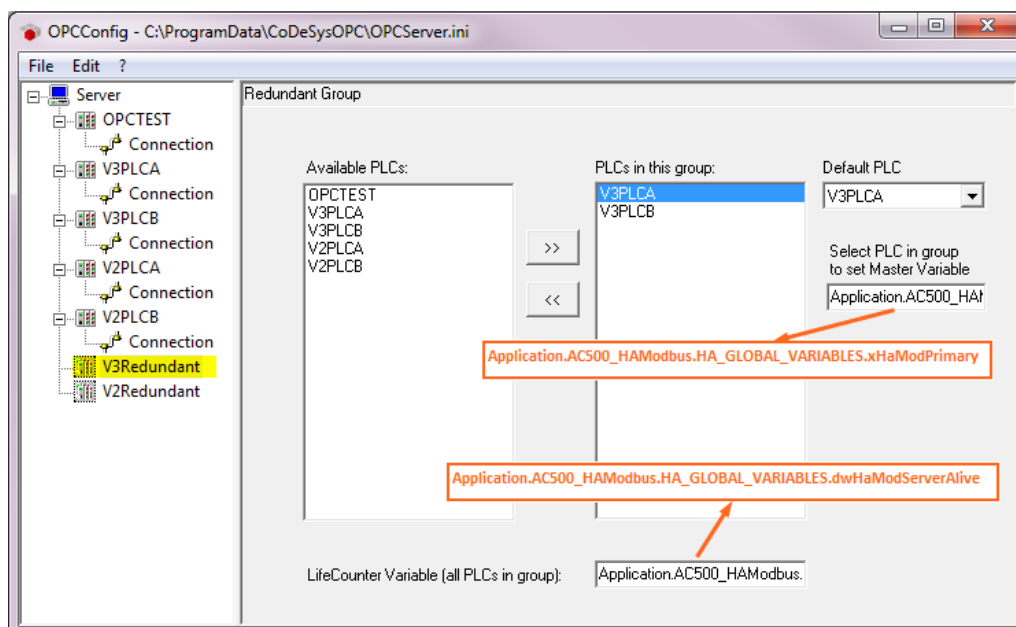 OPCConfig - C:\ProgramData\CoDeSysOPC\OPCServer.ini
File Edit ?
Server
OPCTEST
Connection
V3PLCA
Connection
V3PLCB
Connection
V2PLCA
Connection
V2PLCB
Connection
V3Redundant
V2Redundant
Redundant Group
Available PLCs:
OPCTEST
V3PLCA
V3PLCB
V2PLCA
V2PLCB
>>
<<
PLCs in this group:
V3PLCA
V3PLCB
Default PLC
V3PLCA
Select PLC in group
to set Master Variable
Application.AC500_HAM
Application.AC500_HAModbus.HA_GLOBAL_VARIABLES.xHaModPrimary
Application.AC500_HAModbus.HA_GLOBAL_VARIABLES.dwHaModServerAlive
LifeCounter Variable (all PLCs in group):
Application.AC500_HAModbus.